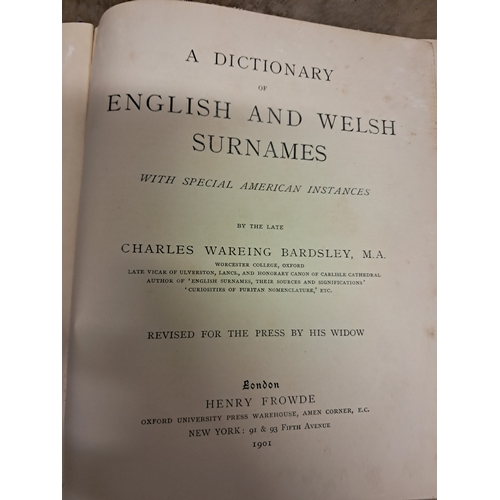 A DICTIONARY
OF
ENGLISH AND WELSH
SURNAMES
WITH SPECIAL AMERICAN INSTANCES
BY THE LATE
CHARLES WAREING BARDSLEY, M.A.
WORCESTER COLLEGE, OXFORD
LATE VICAR OF ULVERSTON, LANCS., AND HONORARY CANON OF CARLISLE CATHEDRAL
AUTHOR OF 'ENGLISH SURNAMES, THEIR SOURCES AND SIGNIFICATIONS'
'CURIOSITIES OF PURITAN NOMENCLATURE,' ETC.
REVISED FOR THE PRESS BY HIS WIDOW
London
HENRY FROWDE
OXFORD UNIVERSITY PRESS WAREHOUSE, AMEN CORNER, E.C.
NEW YORK: 91 & 93 FIFTH AVENUE
1901